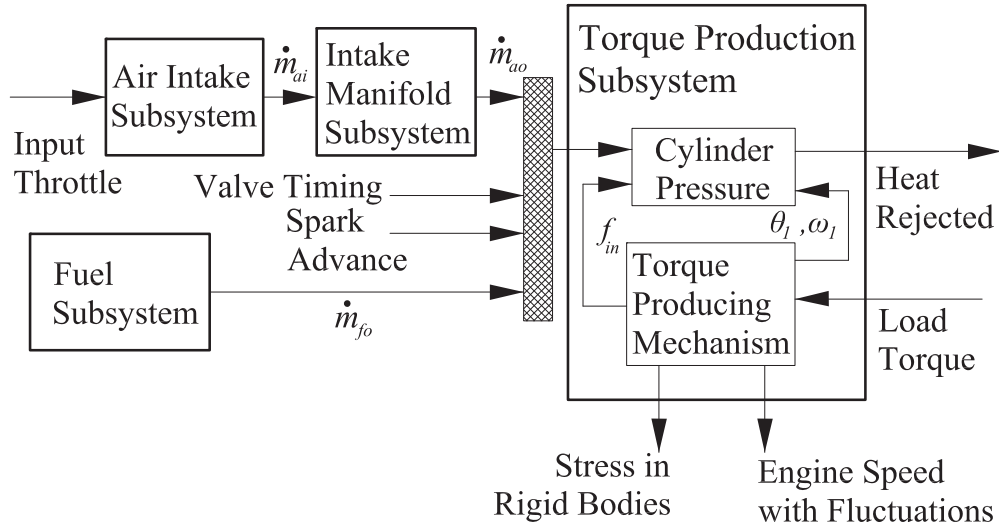 Air Intake
Subsystem
ṁai
Intake
Manifold
Subsystem
ṁao
Torque Production
Subsystem
Input
Throttle
Valve Timing
Spark
Advance
Cylinder
Pressure
Heat
Rejected
fin
θ1 ,ω1
Fuel
Subsystem
ṁfo
Torque
Producing
Mechanism
Load
Torque
Stress in
Rigid Bodies
Engine Speed
with Fluctuations